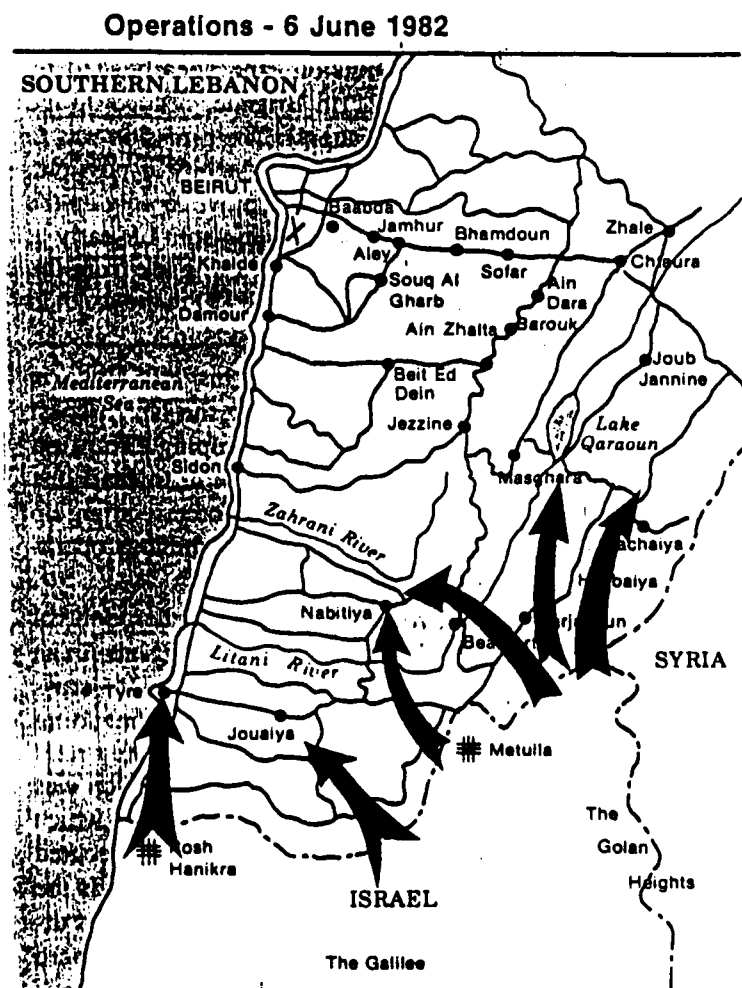 Operations - 6 June 1982
SOUTHERN LEBANON
BEIRUT
Baabda
Jamhur
Aley
Bhamdoun
Sofar
Zhale
Chtaura
Khalde
Souq Al
Gharb
Ain
Dara
Damour
Ain Zhalta
Barouk
Joub
Jannine
Beit Ed
Dein
Mediterranean
Sea
Jezzine
Lake
Qaraoun
Sidon
Masghara
Zahrani River
Nabitiya
Litani River
SYRIA
Tyre
Jouaiya
Metulla
Rosh
Hanikra
The
Golan
Heights
ISRAEL
The Galilee